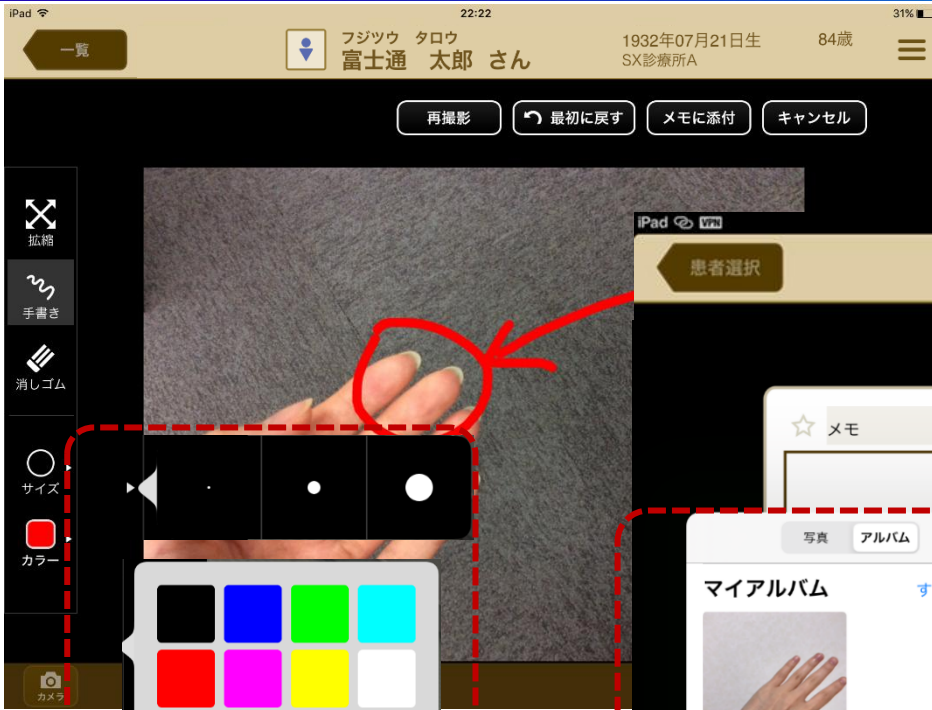 iPad 22:22 31%
一覧
フジツウ タロウ
富士通 太郎 さん
1932年07月21日生 84歳
SX診療所A
再撮影 最初に戻す メモに添付 キャンセル
拡縮
手書き
消しゴム
サイズ
カラー
カメラ
iPad VPN
患者選択
メモ
写真 アルバム
マイアルバム す